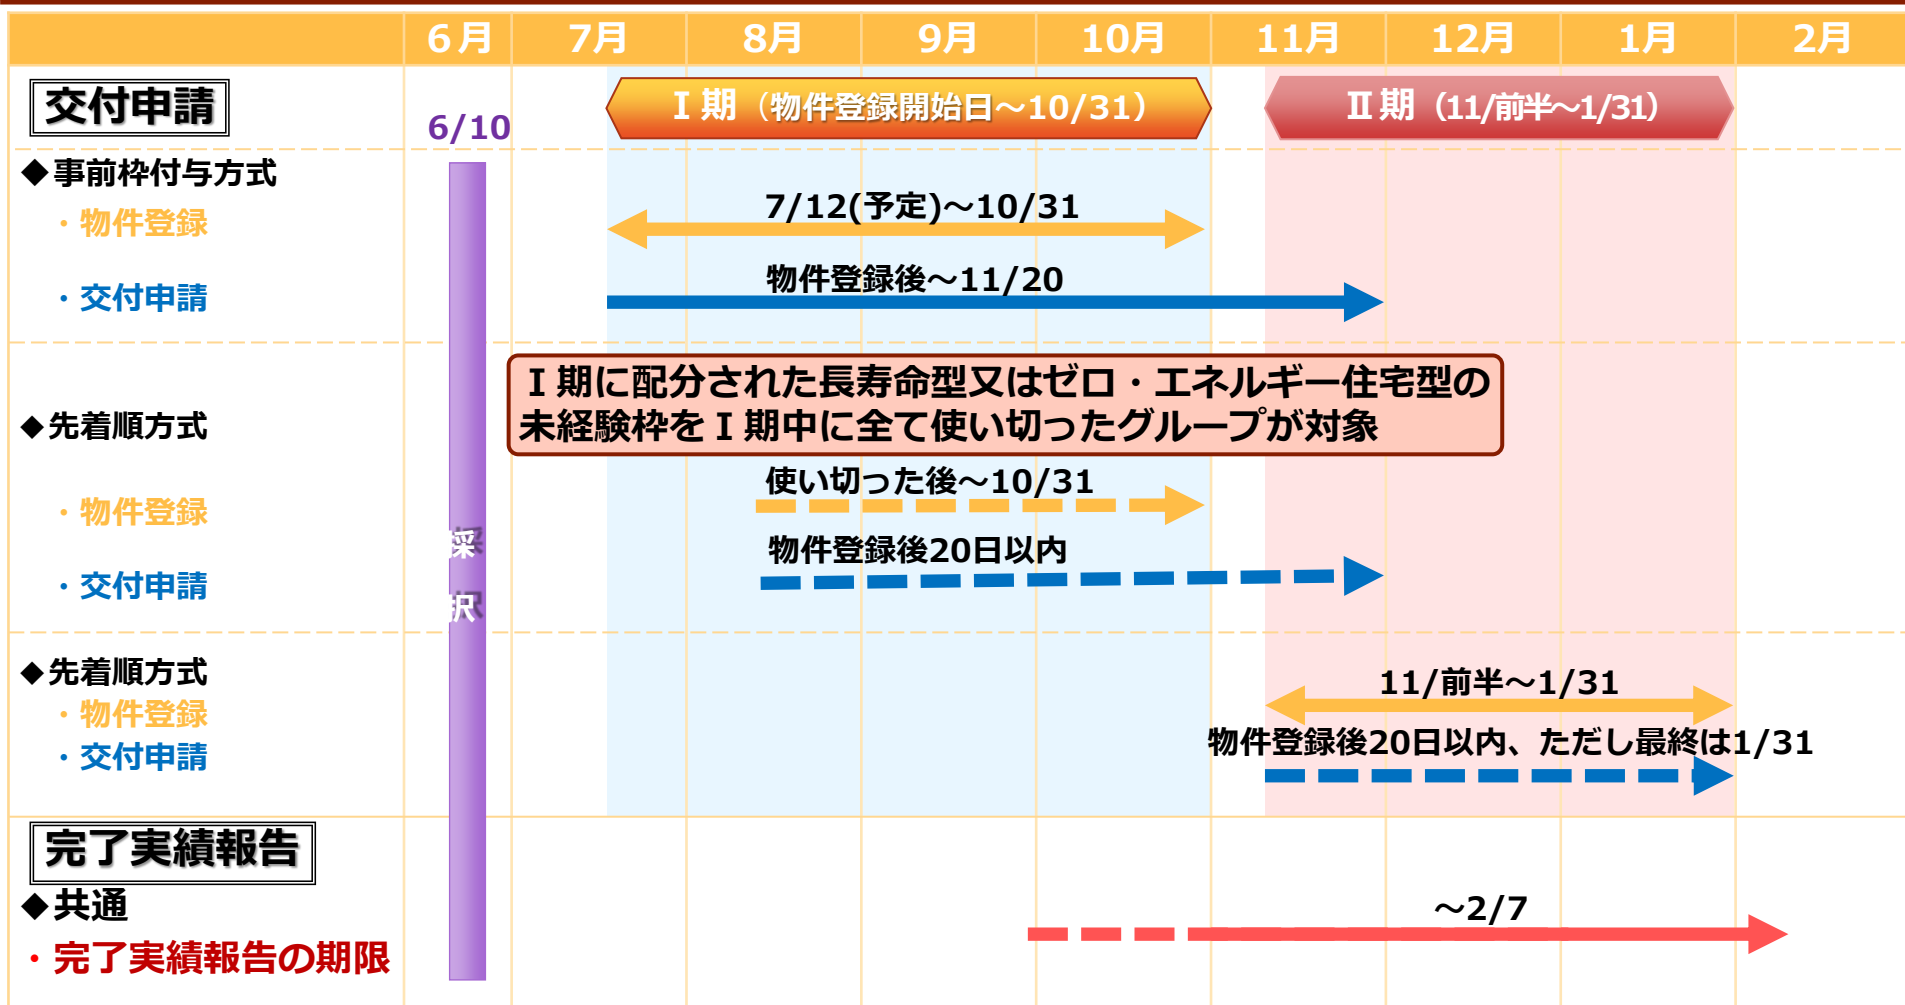 6月 7月 8月 9月 10月 11月 12月 1月 2月
交付申請
Ⅰ期（物件登録開始日～10/31）
Ⅱ期（11/前半～1/31）
6/10
◆事前枠付与方式
・物件登録
7/12(予定)～10/31
・交付申請
物件登録後～11/20
Ⅰ期に配分された長寿命型又はゼロ・エネルギー住宅型の
未経験枠をⅠ期中に全て使い切ったグループが対象
◆先着順方式
使い切った後～10/31
・物件登録
物件登録後20日以内
・交付申請
採
択
◆先着順方式
11/前半～1/31
・物件登録
物件登録後20日以内、ただし最終は1/31
・交付申請
完了実績報告
◆共通
～2/7
・完了実績報告の期限